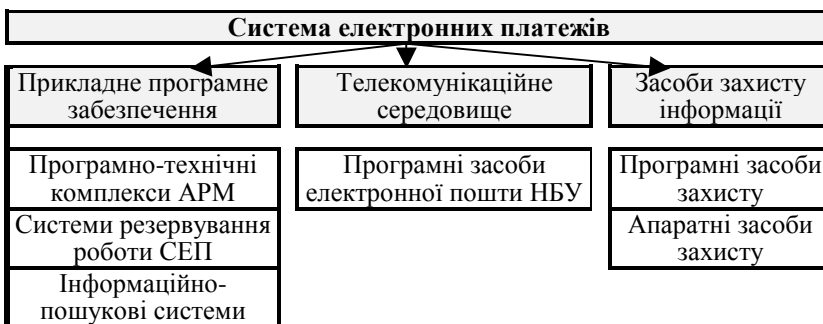 Система електронних платежів
Прикладне програмне
забезпечення
Телекомунікаційне
середовище
Засоби захисту
інформації
Програмно-технічні
комплекси АРМ
Системи резервування
роботи СЕП
Інформаційно-
пошукові системи
Програмні засоби
електронної пошти НБУ
Програмні засоби
захисту
Апаратні засоби
захисту